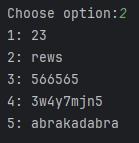 Choose option:2
1: 23
2: rews
3: 566565
4: 3w4y7mjn5
5: abrakadabra